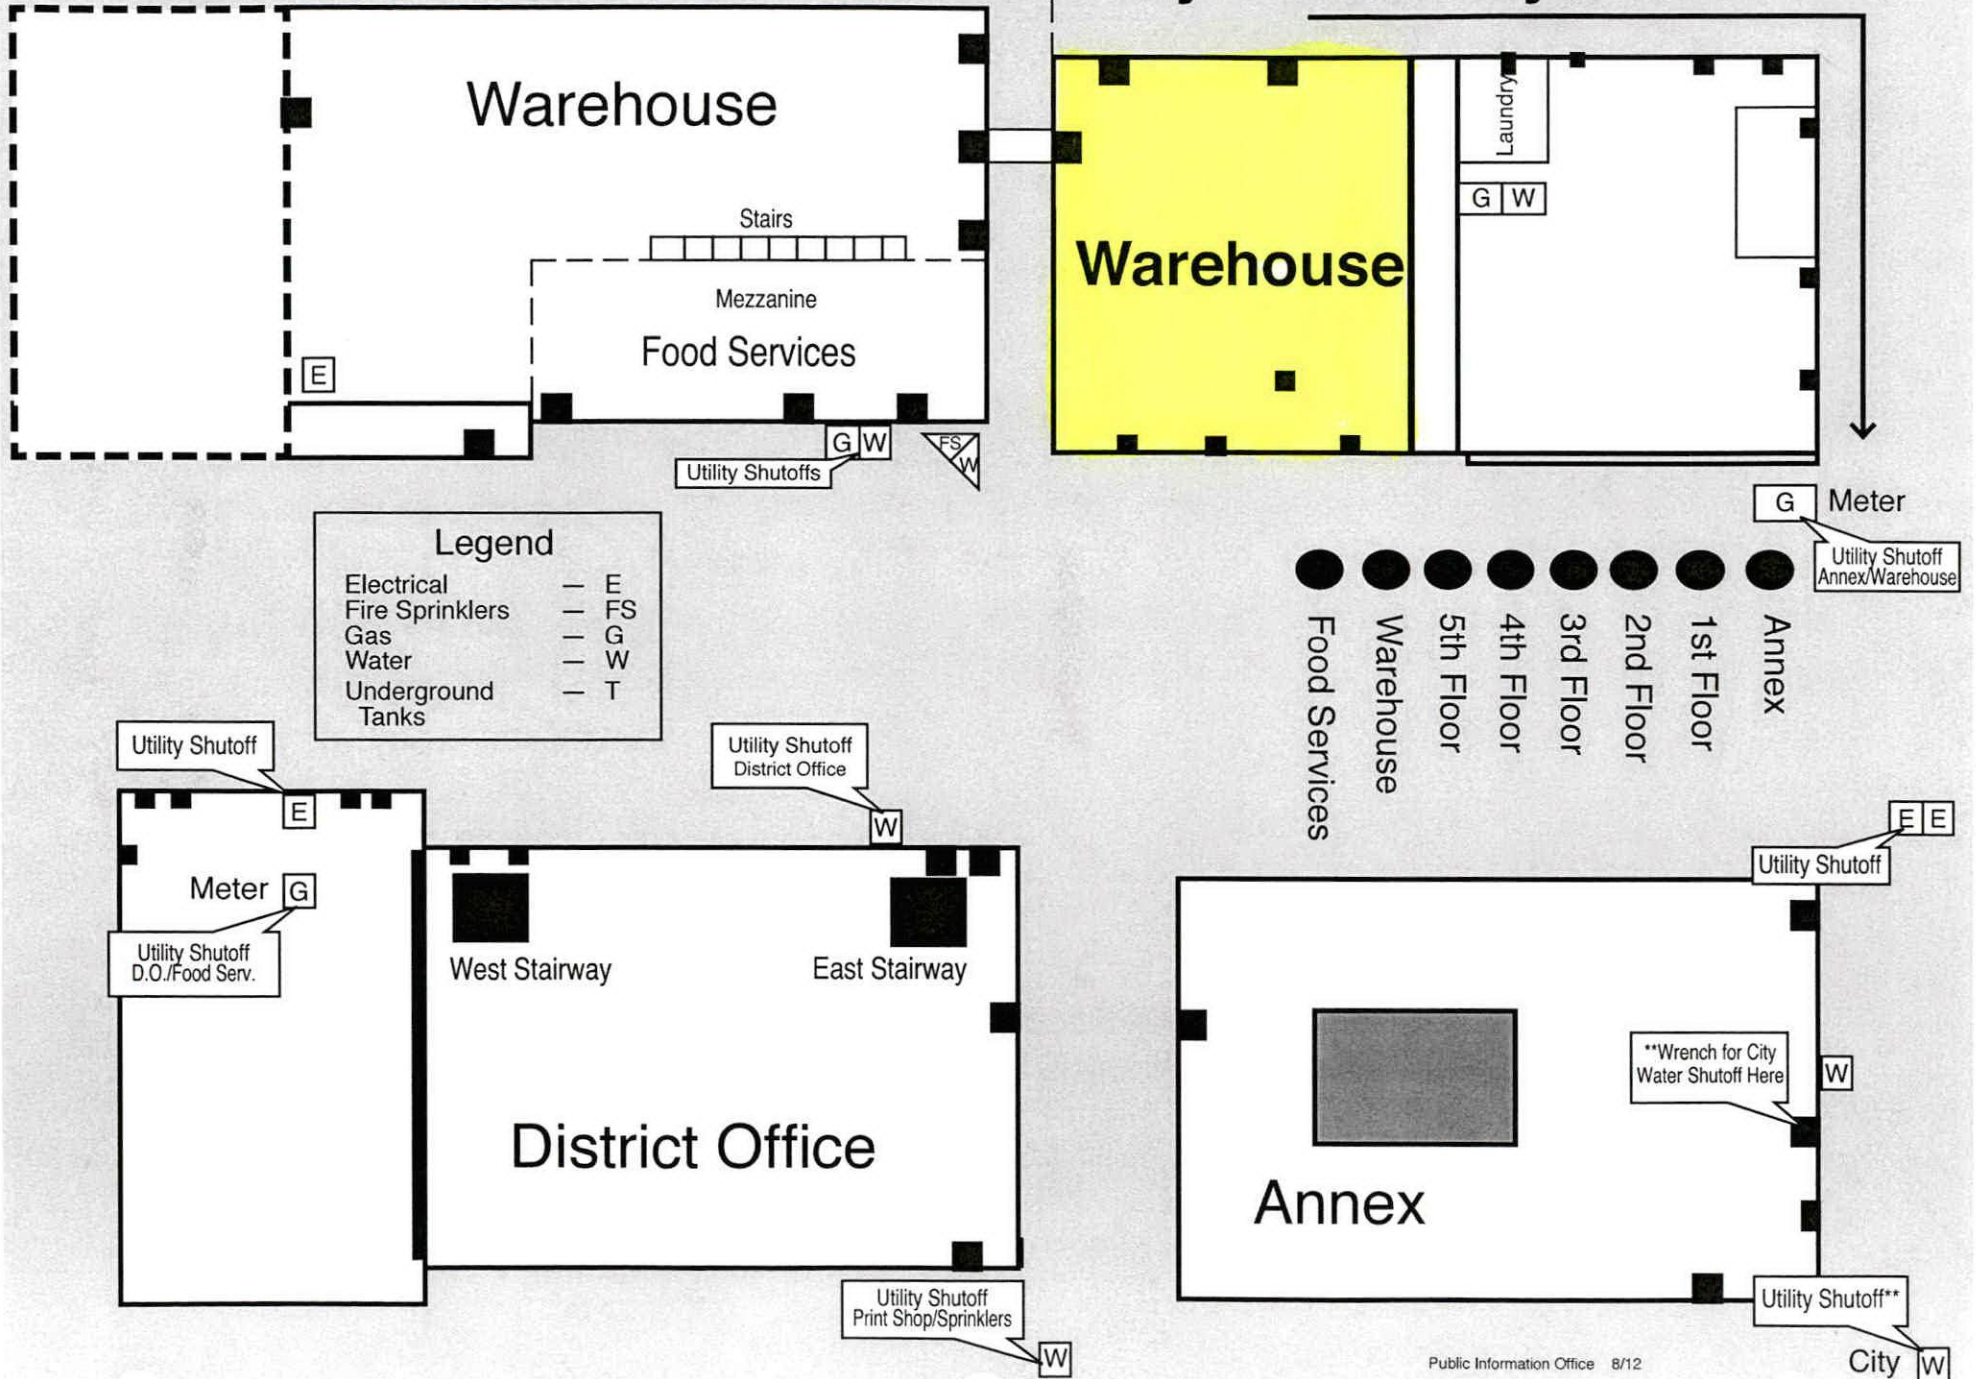 Warehouse
Stairs
Mezzanine
Food Services
E
G W
FS
W
Utility Shutoffs
Warehouse
Laundry
G W
G Meter
Utility Shutoff
Annex/Warehouse
Legend
Electrical — E
Fire Sprinklers — FS
Gas — G
Water — W
Underground — T
Tanks
Food Services
Warehouse
5th Floor
4th Floor
3rd Floor
2nd Floor
1st Floor
Annex
Utility Shutoff
E
Meter G
Utility Shutoff
D.O./Food Serv.
Utility Shutoff
District Office
W
West Stairway
East Stairway
District Office
Utility Shutoff
Print Shop/Sprinklers
W
E E
Utility Shutoff
**Wrench for City
Water Shutoff Here
W
Annex
Utility Shutoff**
City W
Public Information Office 8/12